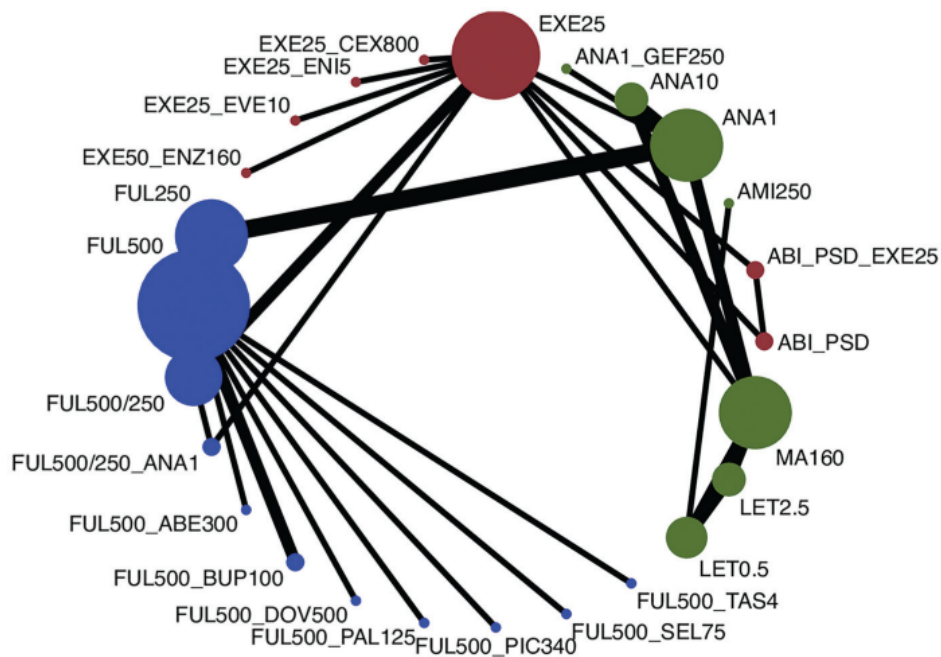 EXE25
EXE25_CEX800
EXE25_ENI5
EXE25_EVE10
EXE50_ENZ160
FUL250
FUL500
FUL500/250
FUL500/250_ANA1
FUL500_ABE300
FUL500_BUP100
FUL500_DOV500
FUL500_PAL125
FUL500_PIC340
FUL500_SEL75
FUL500_TAS4
LET0.5
LET2.5
MA160
ABI_PSD
ABI_PSD_EXE25
AMI250
ANA1
ANA10
ANA1_GEF250